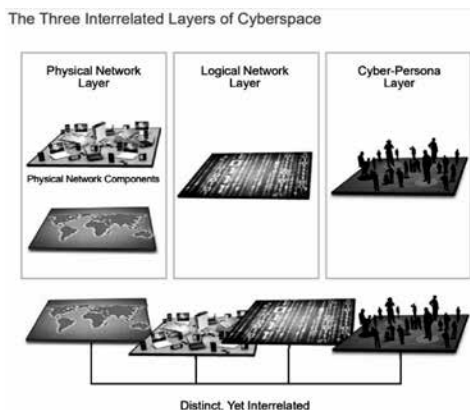 The Three Interrelated Layers of Cyberspace
Physical Network
Layer
Logical Network
Layer
Cyber-Persona
Layer
Physical Network Components
Distinct, Yet Interrelated